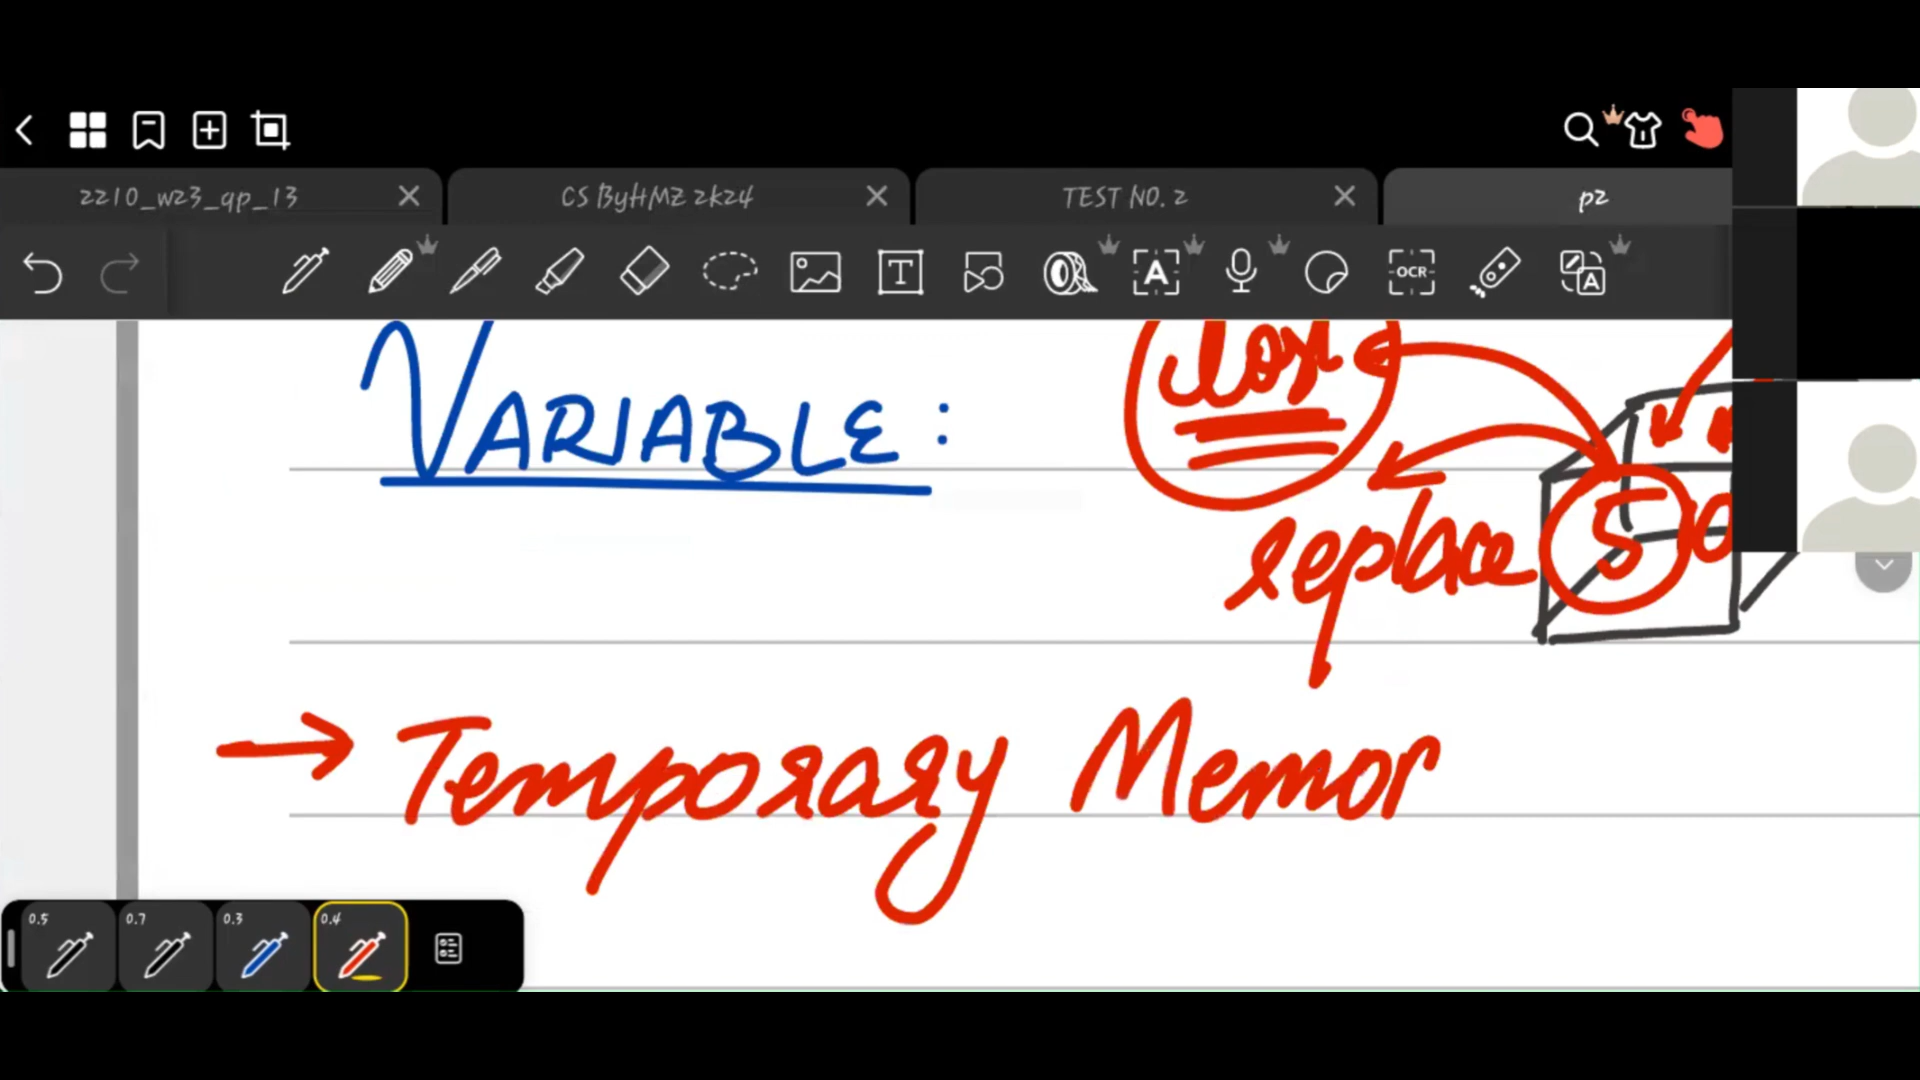 2210_w23_qp_13
CS ByHMZ 2k24
TEST NO. 2
p2
T
A
OCR
A
VARIABLE :
lost
replace
5
→ Temporary Memor
0.5
0.7
0.3
0.4